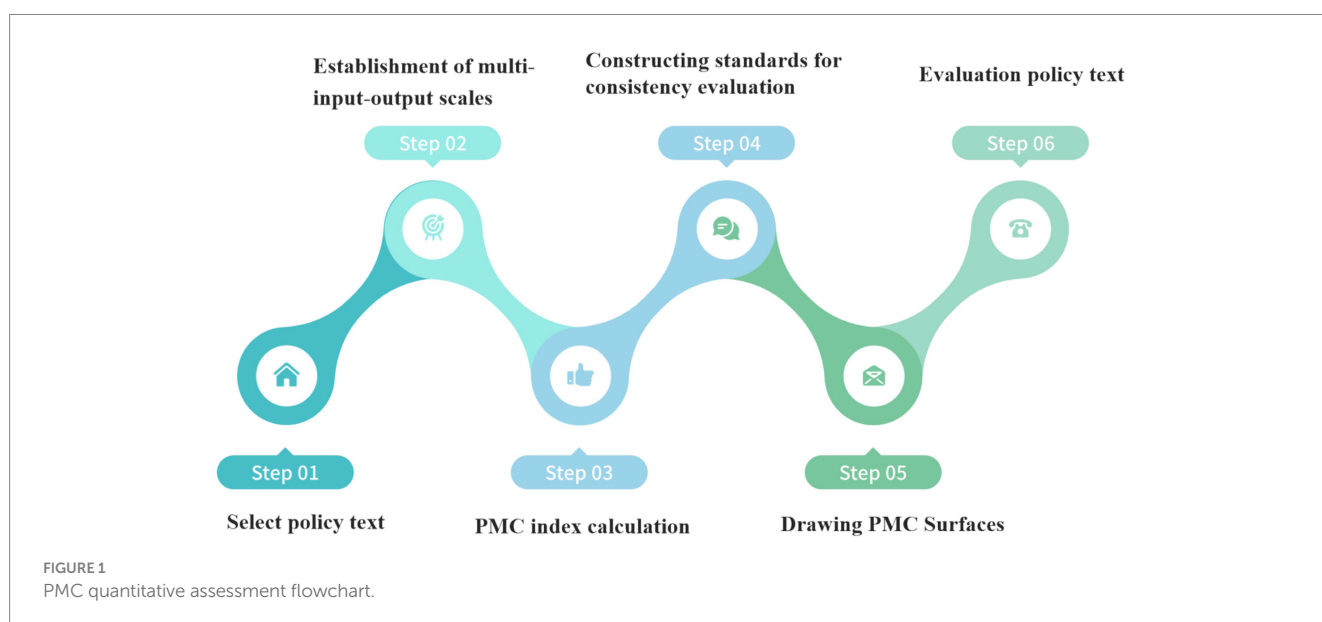 Establishment of multi-
input-output scales
Constructing standards for
consistency evaluation
Evaluation policy text
Step 02
Step 04
Step 06
Step 01
Step 03
Step 05
Select policy text
PMC index calculation
Drawing PMC Surfaces
FIGURE 1
PMC quantitative assessment flowchart.